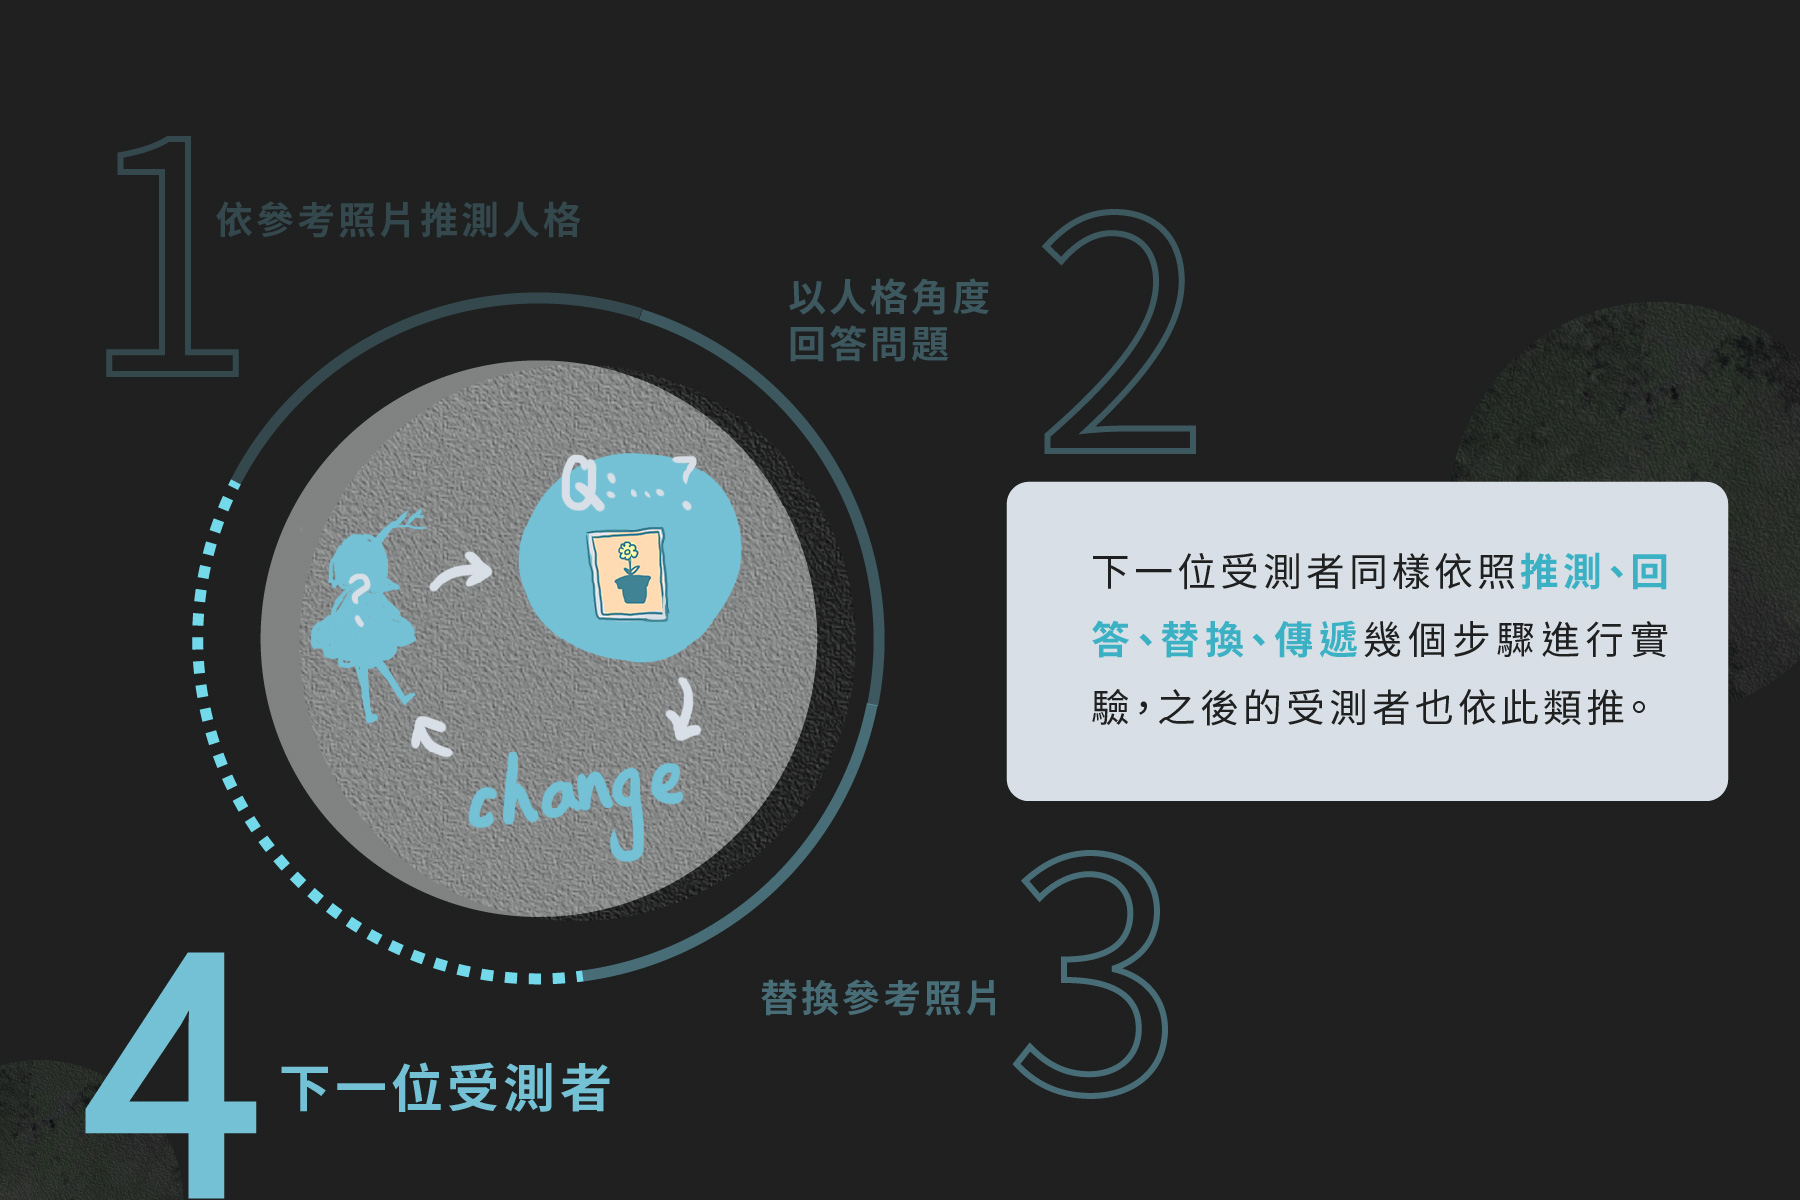 1
依參考照片推測人格
以人格角度
回答問題
2
Q:...?
?
change
下一位受測者同樣依照推測、回
答、替換、傳遞幾個步驟進行實
驗，之後的受測者也依此類推。
替換參考照片
3
4
下一位受測者